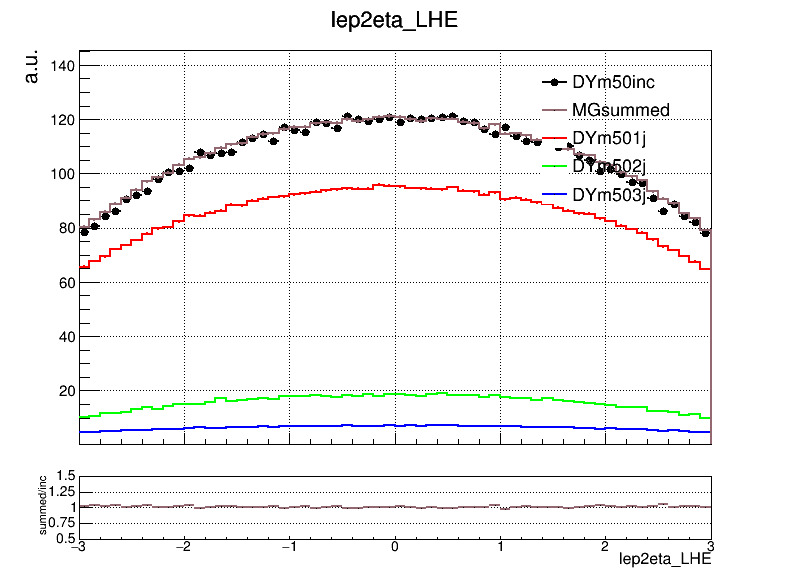 lep2eta_LHE
a.u.
140
120
100
80
60
40
20
DYm50inc
MGsummed
DYm501j
DYm502j
DYm503j
summed/inc
1.5
1.25
1
0.75
0.5
−3 −2 −1 0 1 2 3
lep2eta_LHE